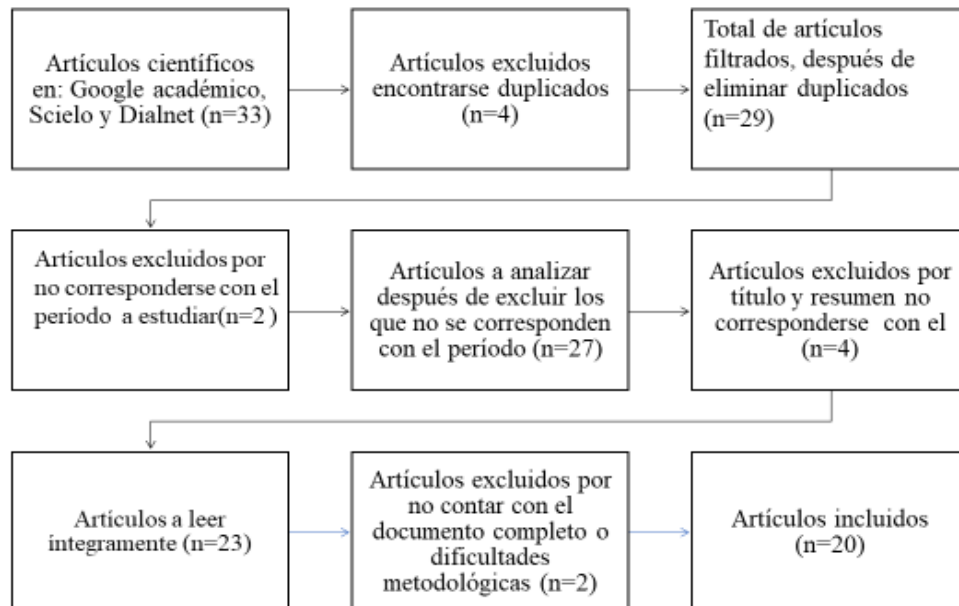 Artículos científicos
en: Google académico,
Scielo y Dialnet (n=33)
Artículos excluidos
encontrarse duplicados
(n=4)
Total de artículos
filtrados, después de
eliminar duplicados
(n=29)
Artículos excluidos por
no corresponderse con el
período a estudiar(n=2 )
Artículos a analizar
después de excluir los
que no se corresponden
con el período (n=27)
Artículos excluidos por
título y resumen no
corresponderse con el
(n=4)
Artículos a leer
íntegramente (n=23)
Artículos excluidos por
no contar con el
documento completo o
dificultades
metodológicas (n=2)
Artículos incluidos
(n=20)